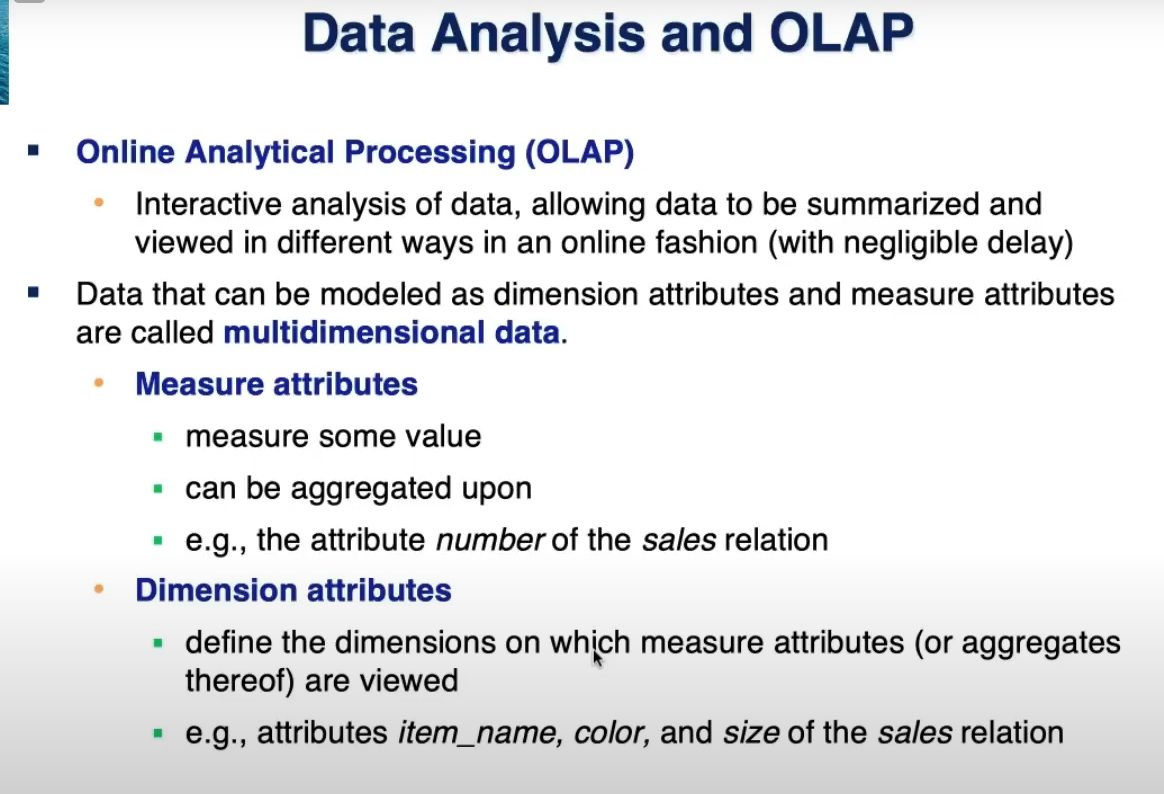 Data Analysis and OLAP
▪ Online Analytical Processing (OLAP)
• Interactive analysis of data, allowing data to be summarized and
viewed in different ways in an online fashion (with negligible delay)
▪ Data that can be modeled as dimension attributes and measure attributes
are called multidimensional data.
• Measure attributes
▪ measure some value
▪ can be aggregated upon
▪ e.g., the attribute number of the sales relation
• Dimension attributes
▪ define the dimensions on which measure attributes (or aggregates
thereof) are viewed
▪ e.g., attributes item_name, color, and size of the sales relation